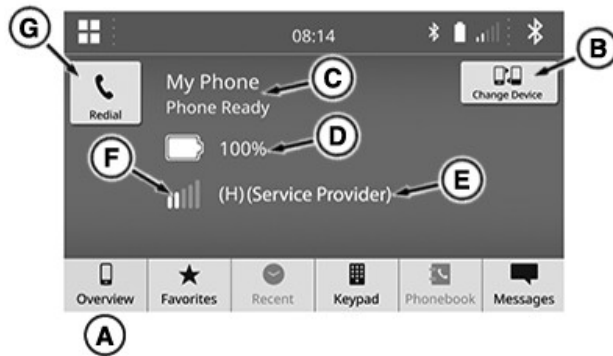 G
08:14
B
My Phone
C
Phone Ready
Redial
Change Device
100%
D
F
(H)(Service Provider)
E
Overview
Favorites
Recent
Keypad
Phonebook
Messages
A